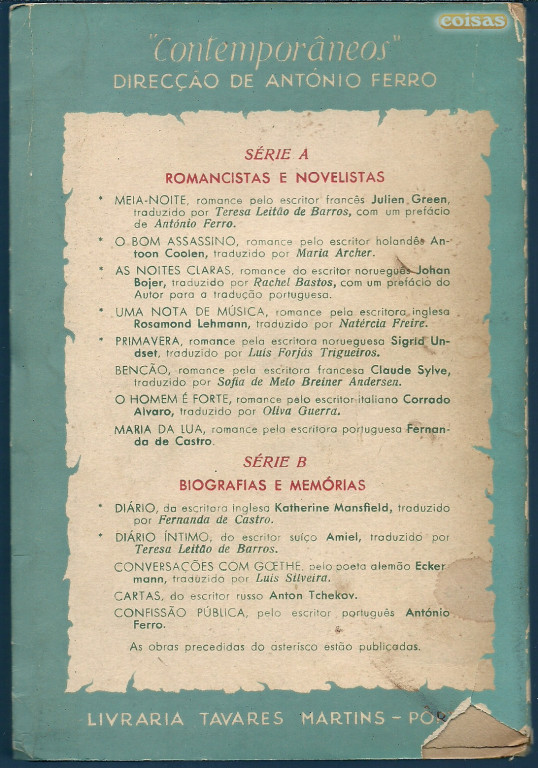 coisas
"Contemporâneos"
DIRECÇÃO DE ANTÓNIO FERRO
SÉRIE A
ROMANCISTAS E NOVELISTAS
* MEIA-NOITE, romance pelo escritor francês Julien Green,
traduzido por Teresa Leitão de Barros, com um prefácio
de António Ferro.
* O BOM ASSASSINO, romance pelo escritor holandês An-
toon Coolen, traduzido por Maria Archer.
* AS NOITES CLARAS, romance do escritor norueguês Johan
Bojer, traduzido por Rachel Bastos, com um prefácio do
Autor para a tradução portuguesa.
* UMA NOTA DE MÚSICA, romance pela escritora inglesa
Rosamond Lehmann, traduzido por Natércia Freire.
* PRIMAVERA, romance pela escritora norueguesa Sigrid Un-
dset, traduzido por Luís Forjás Trigueiros.
BENCÃO, romance pela escritora francesa Claude Sylve,
traduzido por Sofia de Melo Breiner Andersen.
O HOMEM É FORTE, romance pelo escritor italiano Corrado
Alvaro, traduzido por Oliva Guerra.
MARIA DA LUA, romance pela escritora portuguesa Fernan-
da de Castro.
SÉRIE B
BIOGRAFIAS E MEMÓRIAS
* DIÁRIO, da escritora inglesa Katherine Mansfield, traduzido
por Fernanda de Castro.
* DIÁRIO ÍNTIMO, do escritor suíço Amiel, traduzido por
Teresa Leitão de Barros.
CONVERSAÇÕES COM GŒTHE, pelo poeta alemão Ecker
mann, traduzido por Luís Silveira.
CARTAS, do escritor russo Anton Tchekov.
CONFISSÃO PÚBLICA, pelo escritor português António
Ferro.
As obras precedidas do asterisco estão publicadas.
LIVRARIA TAVARES MARTINS — POR